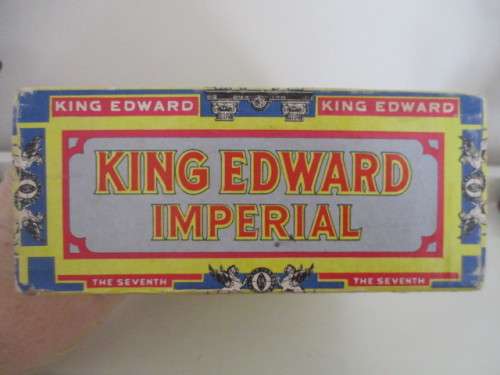 KING EDWARD KING EDWARD
KING EDWARD
IMPERIAL
THE SEVENTH THE SEVENTH